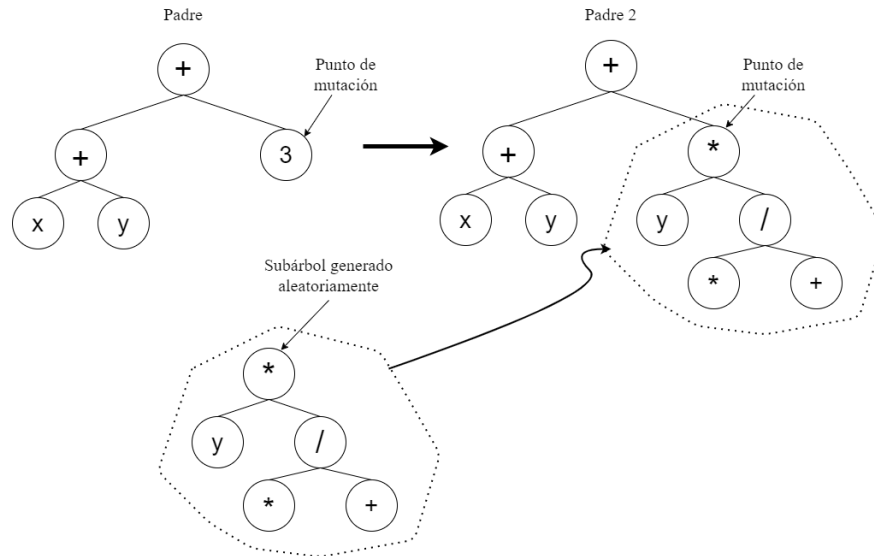 Padre
Padre 2
+
+
Punto de
mutación
Punto de
mutación
+
3
+
*
x
y
x
y
y
/
Subárbol generado
aleatoriamente
*
+
*
y
/
*
+